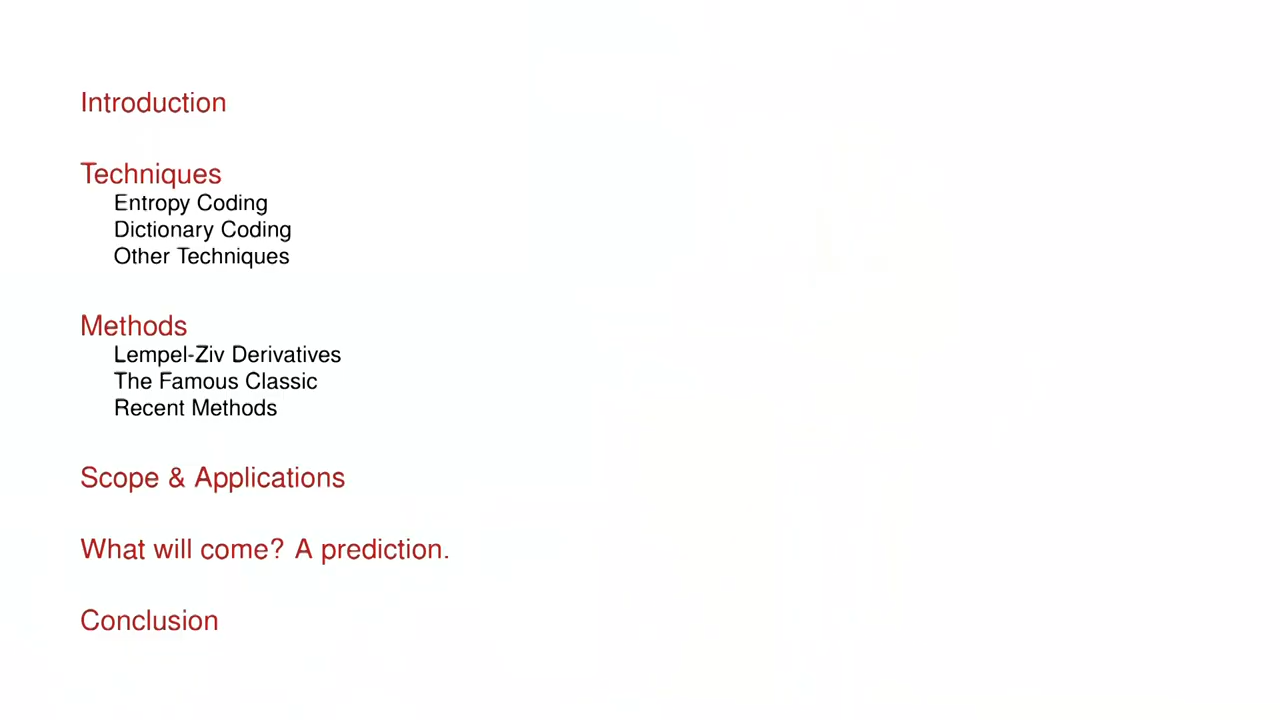 Introduction
Techniques
Entropy Coding
Dictionary Coding
Other Techniques
Methods
Lempel-Ziv Derivatives
The Famous Classic
Recent Methods
Scope & Applications
What will come? A prediction.
Conclusion